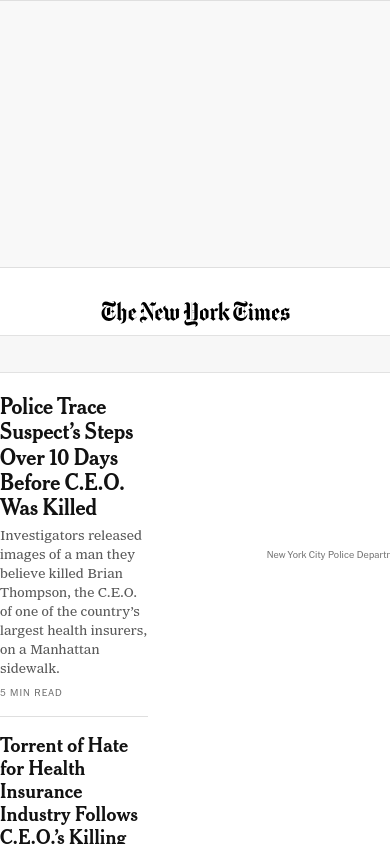 The New York Times
Police Trace
Suspect’s Steps
Over 10 Days
Before C.E.O.
Was Killed
Investigators released
images of a man they
believe killed Brian
Thompson, the C.E.O.
of one of the country’s
largest health insurers,
on a Manhattan
sidewalk.
5 MIN READ
New York City Police Departm
Torrent of Hate
for Health
Insurance
Industry Follows
C.E.O.’s Killing